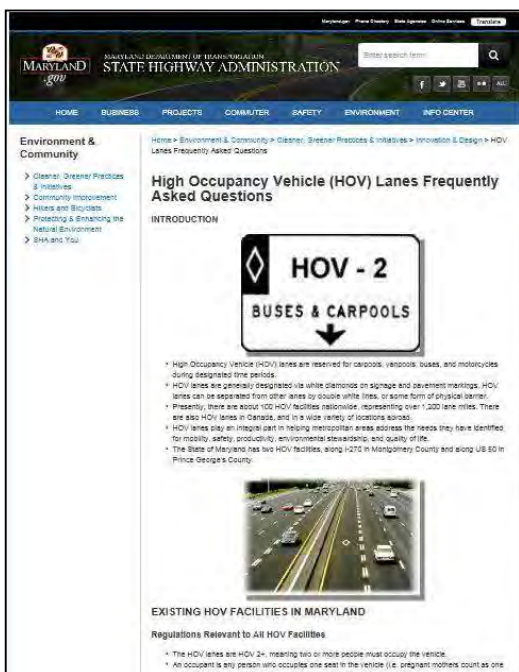 Maryland.gov Phone Directory State Agencies Online Services Translate
MARYLAND
.gov
MARYLAND DEPARTMENT OF TRANSPORTATION
STATE HIGHWAY ADMINISTRATION
Enter search term
ALL
HOME BUSINESS PROJECTS COMMUTER SAFETY ENVIRONMENT INFO CENTER
Environment &
Community
Cleaner, Greener Practices
& Initiatives
Community Improvement
Hikers and Bicyclists
Protecting & Enhancing the
Natural Environment
SHA and You
Home > Environment & Community > Cleaner, Greener Practices & Initiatives > Innovation & Design > HOV
Lanes Frequently Asked Questions
High Occupancy Vehicle (HOV) Lanes Frequently
Asked Questions
INTRODUCTION
HOV - 2
BUSES & CARPOOLS
• High Occupancy Vehicle (HOV) lanes are reserved for carpools, vanpools, buses, and motorcycles
during designated time periods.
• HOV lanes are generally designated via white diamonds on signage and pavement markings. HOV
lanes can be separated from other lanes by double white lines, or some form of physical barrier.
• Presently, there are about 100 HOV facilities nationwide, representing over 1,200 lane miles. There
are also HOV lanes in Canada, and in a wide variety of locations abroad.
• HOV lanes play an integral part in helping metropolitan areas address the needs they have identified
for mobility, safety, productivity, environmental stewardship, and quality of life.
• The State of Maryland has two HOV facilities, along I-270 in Montgomery County and along US 50 in
Prince George's County.
EXISTING HOV FACILITIES IN MARYLAND
Regulations Relevant to All HOV Facilities
• The HOV lanes are HOV 2+, meaning two or more people must occupy the vehicle.
• An occupant is any person who occupies one seat in the vehicle (i.e. pregnant mothers count as one